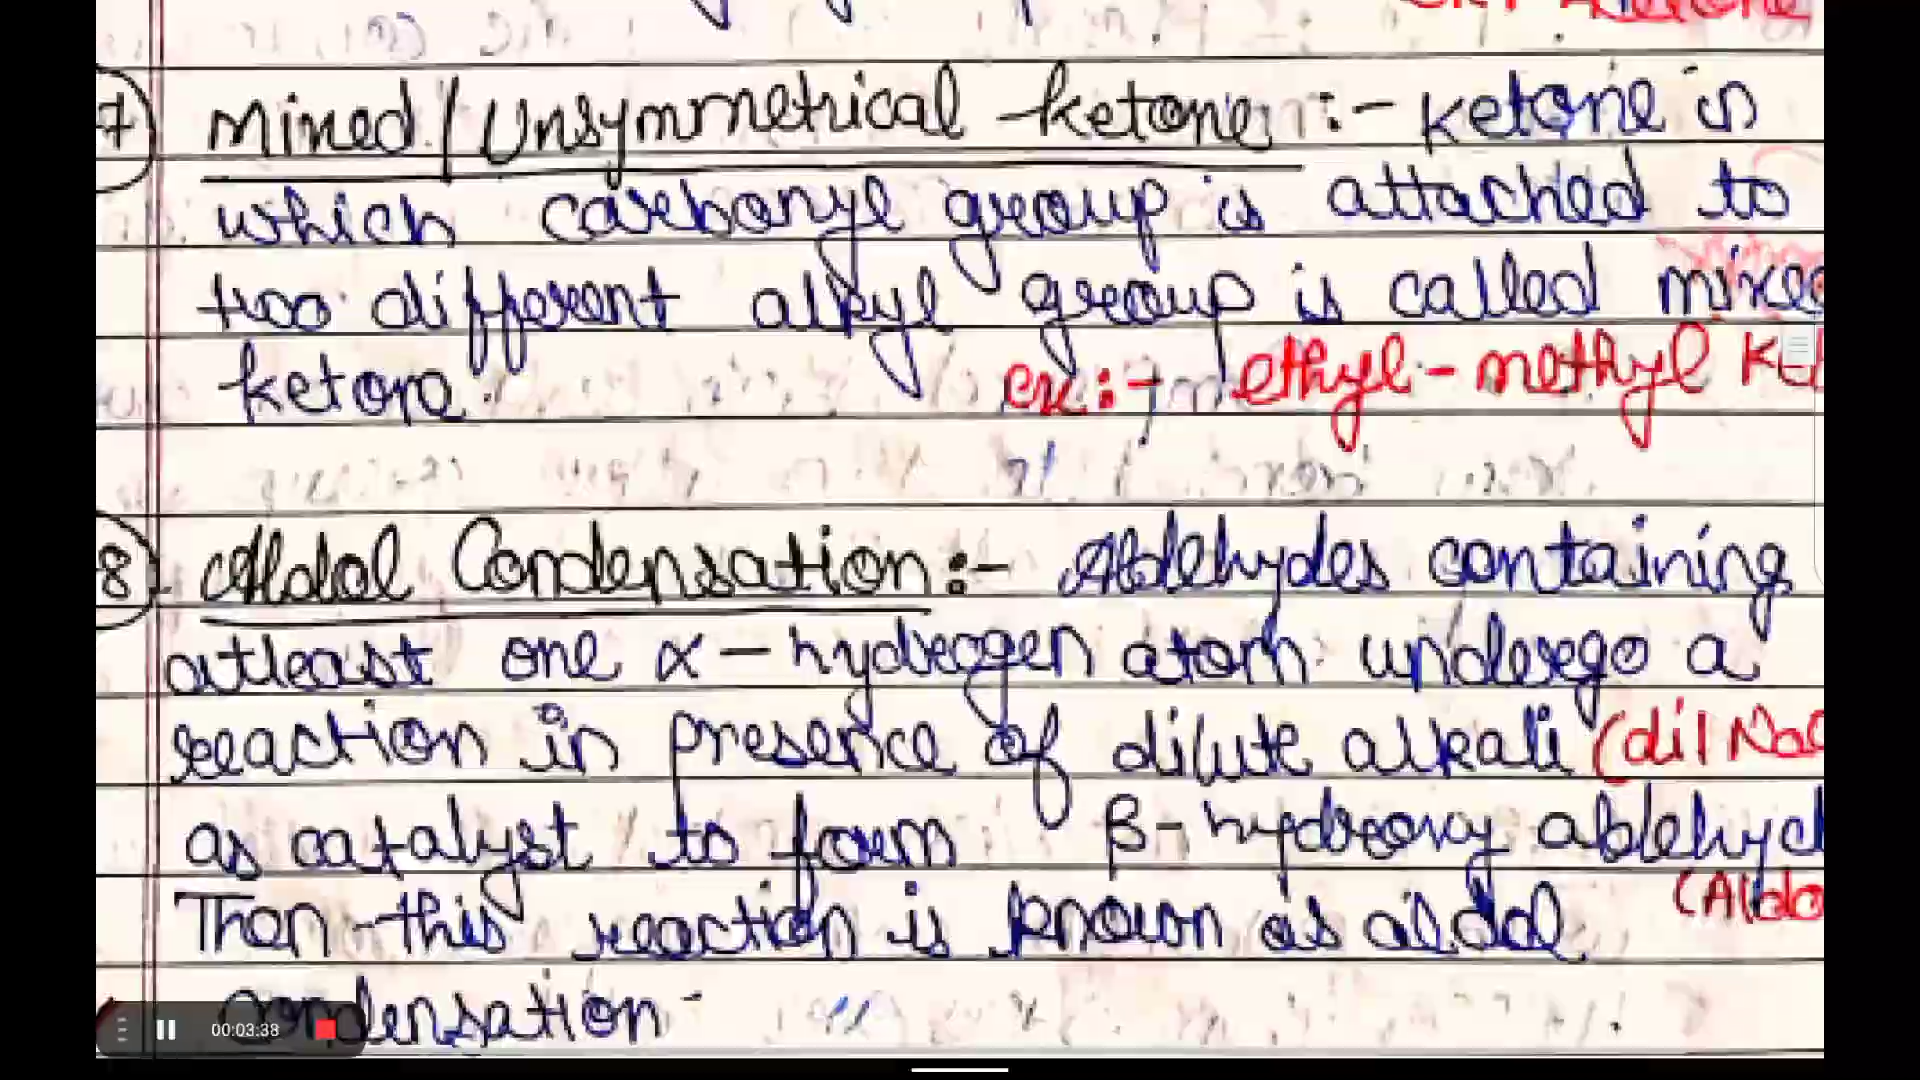 7 Mixed/Unsymmetrical ketone :- ketone in
which carbonyl group is attached to
two different alkyl group is called mixed
ketone. ex:- ethyl-methyl Ket
8 Aldol Condensation :- Aldehydes containing
atleast one α-hydrogen atom undergo a
reaction in presence of dilute alkali (dil NaO
as catalyst to form β-hydroxy aldehyd
(Aldo
Then this reaction is known as aldol
condensation
00:03:38